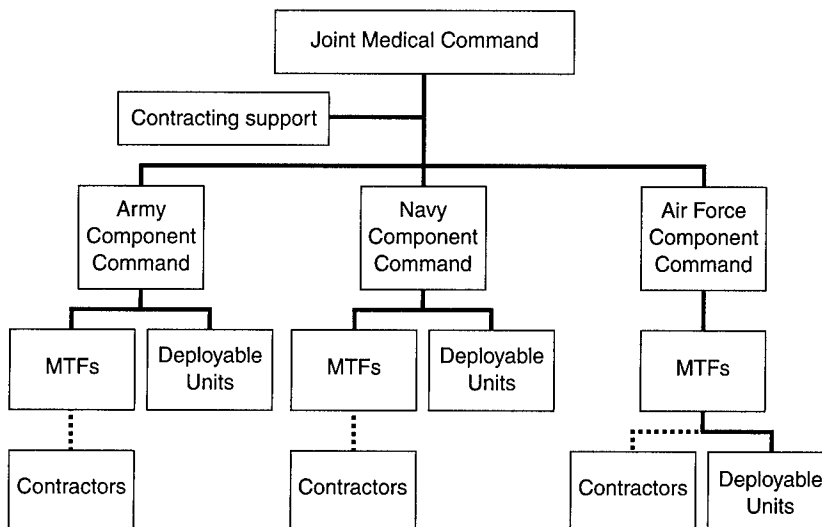 Joint Medical Command
Contracting support
Army
Component
Command
Navy
Component
Command
Air Force
Component
Command
MTFs
Deployable
Units
MTFs
Deployable
Units
MTFs
Contractors
Contractors
Contractors
Deployable
Units